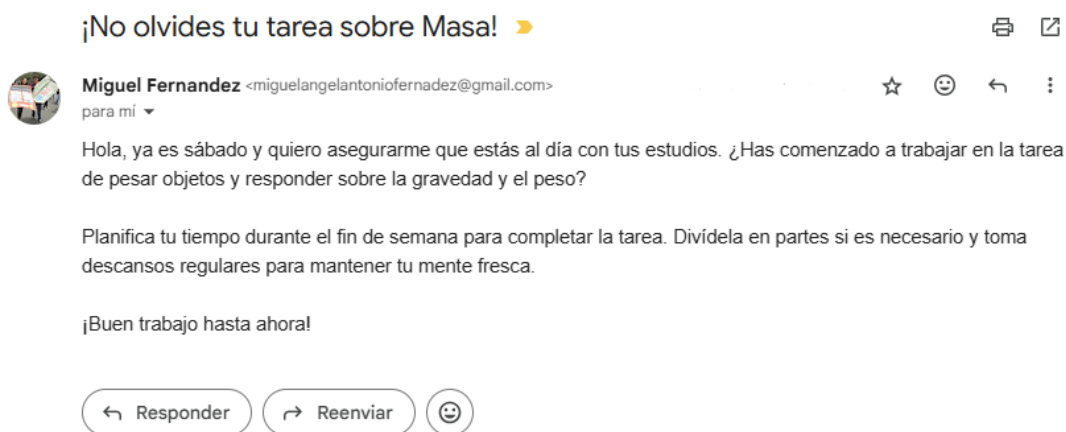 ¡No olvides tu tarea sobre Masa!
Miguel Fernandez <miguelangelantoniofernadez@gmail.com>
para mí
Hola, ya es sábado y quiero asegurarme que estás al día con tus estudios. ¿Has comenzado a trabajar en la tarea
de pesar objetos y responder sobre la gravedad y el peso?
Planifica tu tiempo durante el fin de semana para completar la tarea. Divídela en partes si es necesario y toma
descansos regulares para mantener tu mente fresca.
¡Buen trabajo hasta ahora!
Responder Reenviar